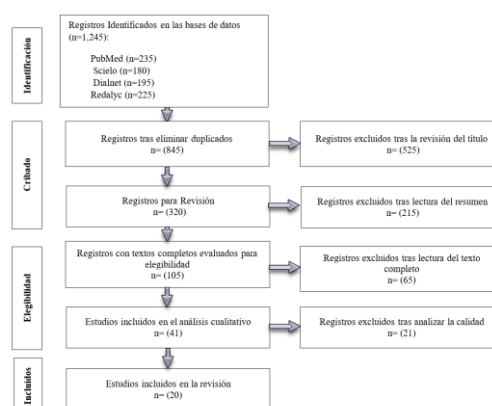 Identificación
Registros Identificados en las bases de datos
(n=1,245):
PubMed (n=235)
Scielo (n=180)
Dialnet (n=195)
Redalyc (n=225)
Cribado
Registros tras eliminar duplicados
n= (845)
Registros excluidos tras la revisión del título
n= (525)
Registros para Revisión
n= (320)
Registros excluidos tras lectura del resumen
n= (215)
Elegibilidad
Registros con textos completos evaluados para
elegibilidad
n= (105)
Registros excluidos tras lectura del texto
completo
n= (65)
Estudios incluidos en el análisis cualitativo
n= (41)
Registros excluidos tras analizar la calidad
n= (21)
Incluidos
Estudios incluidos en la revisión
n= (20)